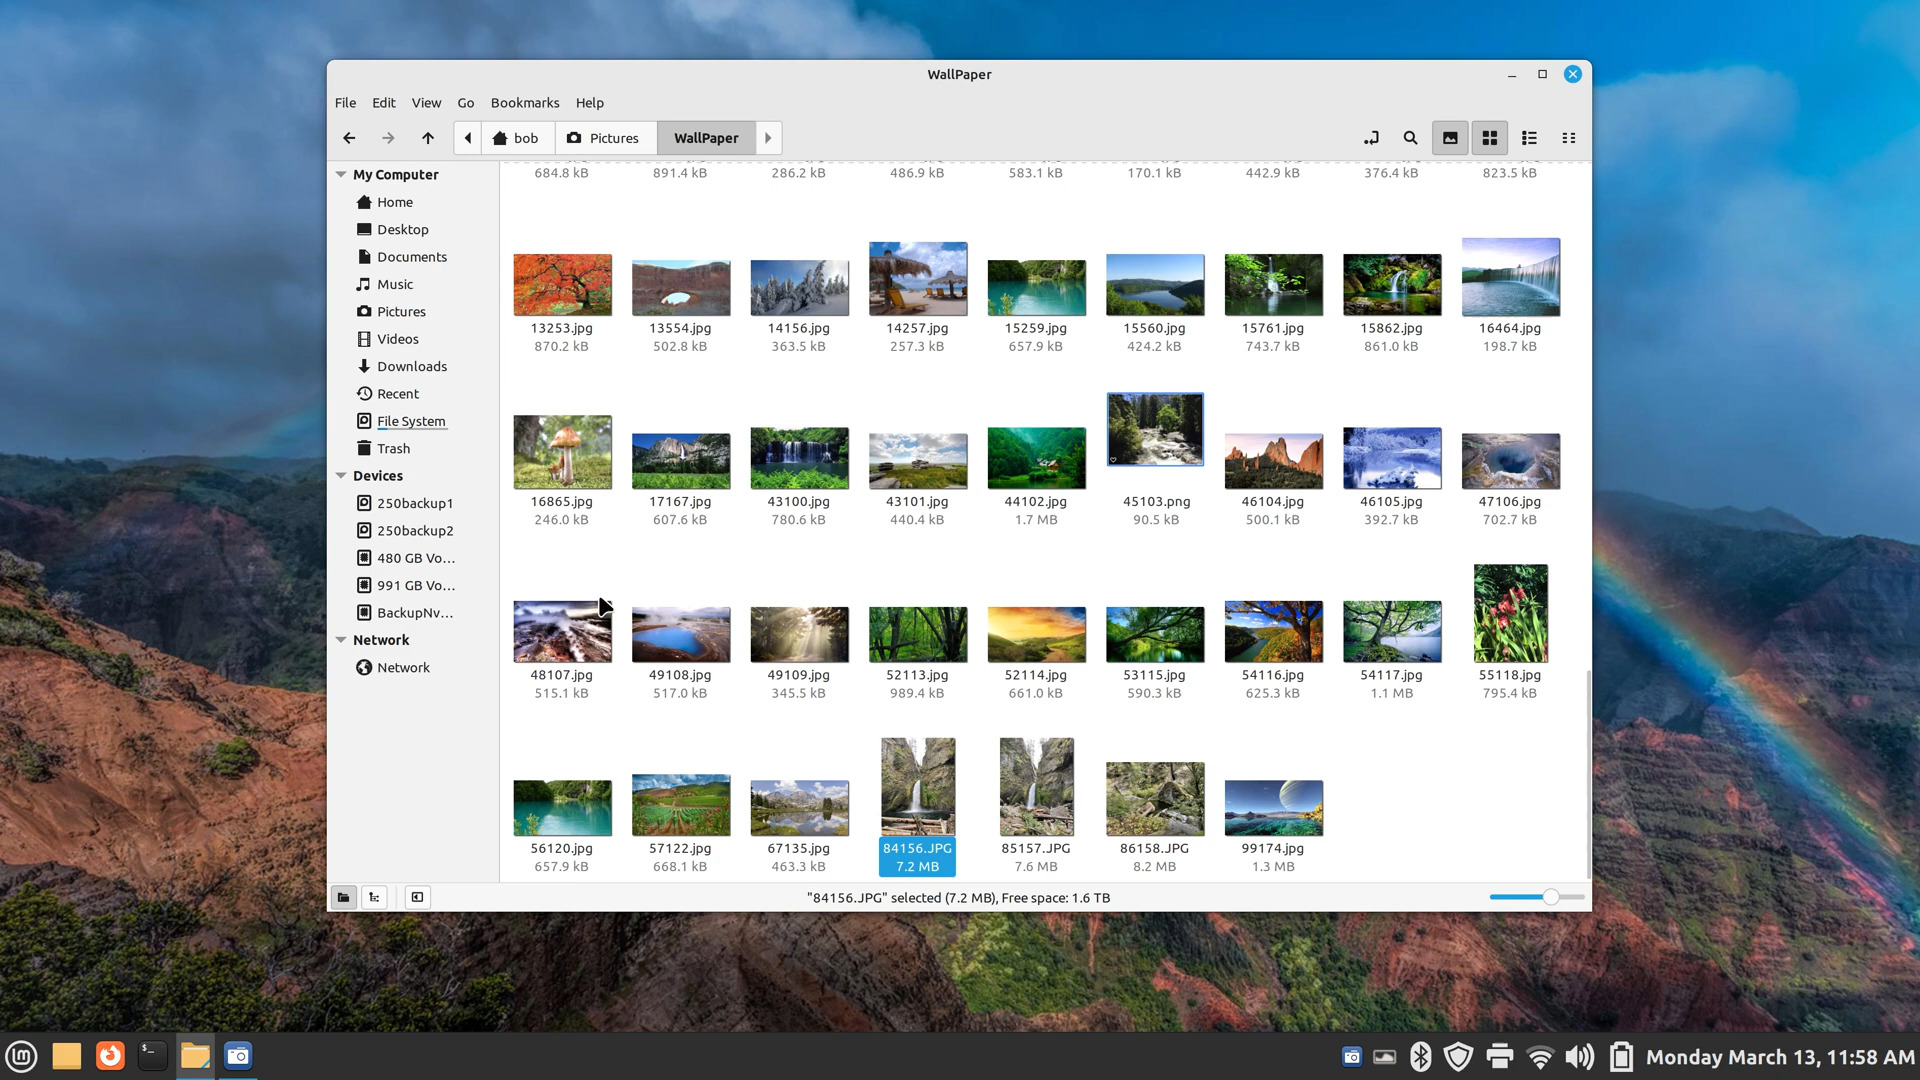 WallPaper
File Edit View Go Bookmarks Help
bob Pictures WallPaper
My Computer
Home
Desktop
Documents
Music
Pictures
Videos
Downloads
Recent
File System
Trash
Devices
250backup1
250backup2
480 GB Vo...
991 GB Vo...
BackupNv...
Network
Network
684.8 kB 891.4 kB 286.2 kB 486.9 kB 583.1 kB 170.1 kB 442.9 kB 376.4 kB 823.5 kB
13253.jpg 13554.jpg 14156.jpg 14257.jpg 15259.jpg 15560.jpg 15761.jpg 15862.jpg 16464.jpg
870.2 kB 502.8 kB 363.5 kB 257.3 kB 657.9 kB 424.2 kB 743.7 kB 861.0 kB 198.7 kB
16865.jpg 17167.jpg 43100.jpg 43101.jpg 44102.jpg 45103.png 46104.jpg 46105.jpg 47106.jpg
246.0 kB 607.6 kB 780.6 kB 440.4 kB 1.7 MB 90.5 kB 500.1 kB 392.7 kB 702.7 kB
48107.jpg 49108.jpg 49109.jpg 52113.jpg 52114.jpg 53115.jpg 54116.jpg 54117.jpg 55118.jpg
515.1 kB 517.0 kB 345.5 kB 989.4 kB 661.0 kB 590.3 kB 625.3 kB 1.1 MB 795.4 kB
56120.jpg 57122.jpg 67135.jpg 84156.JPG 85157.JPG 86158.JPG 99174.jpg
657.9 kB 668.1 kB 463.3 kB 7.2 MB 7.6 MB 8.2 MB 1.3 MB
"84156.JPG" selected (7.2 MB), Free space: 1.6 TB
Monday March 13, 11:58 AM